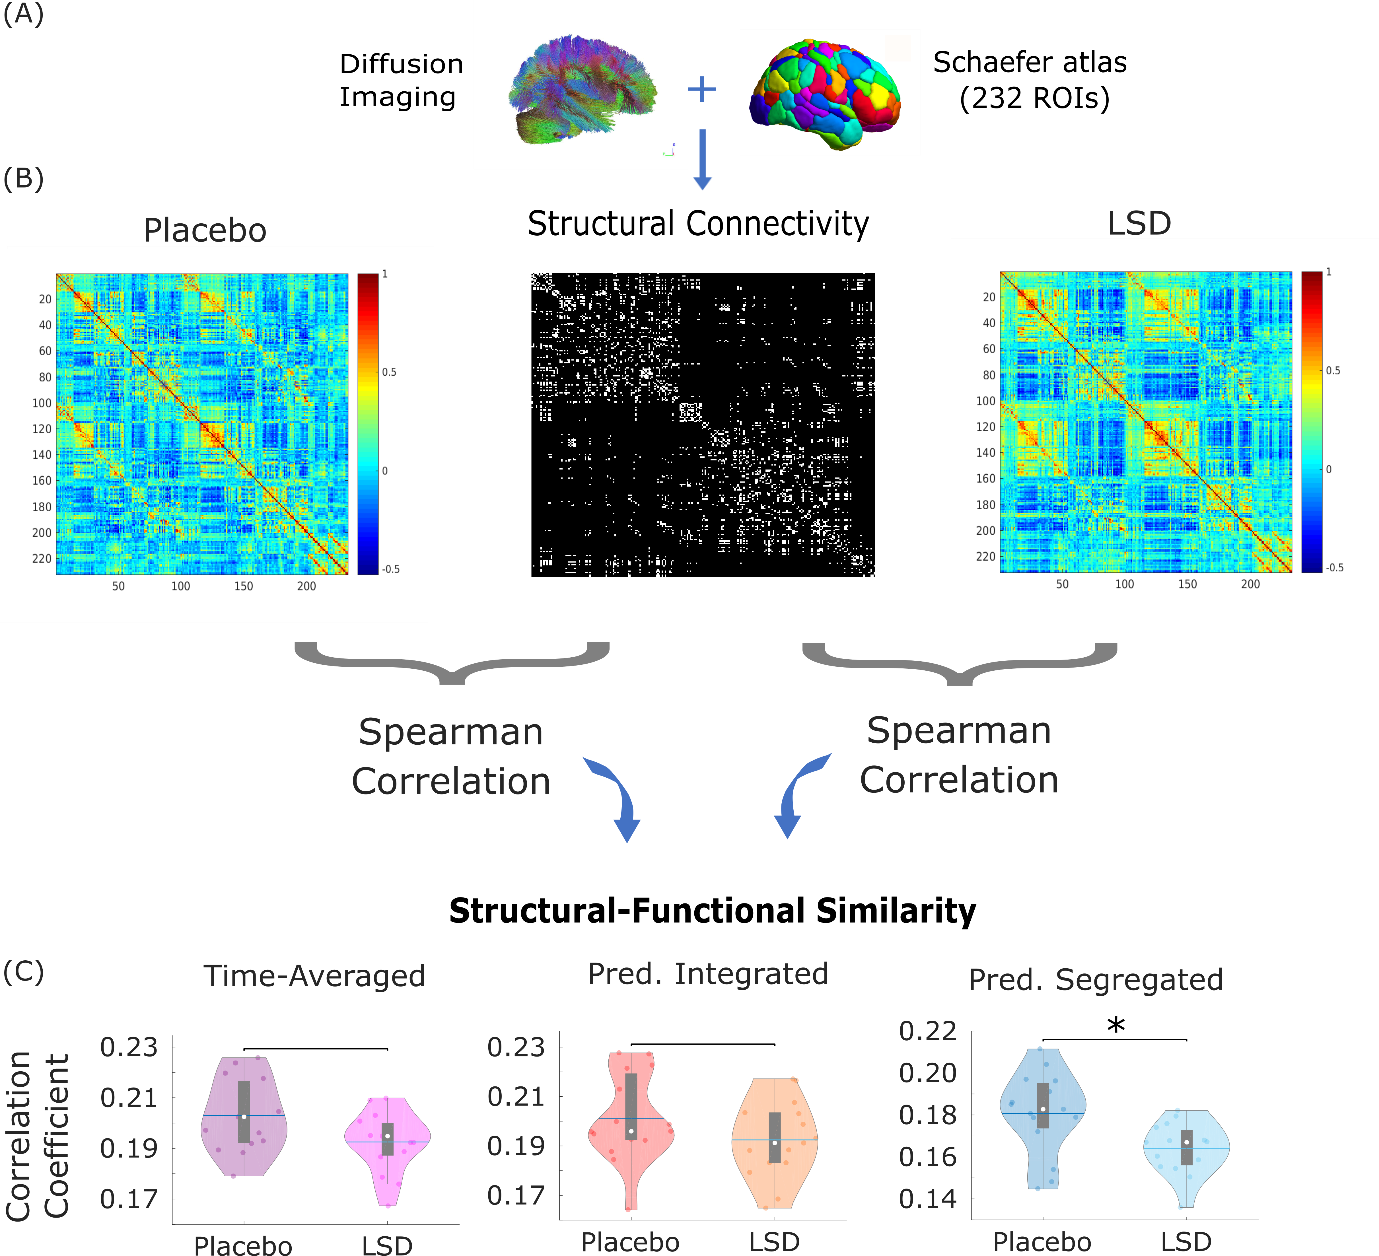 (A)
Diffusion
Imaging
+
Schaefer atlas
(232 ROIs)
(B)
Placebo
Structural Connectivity
LSD
20
40
60
80
100
120
140
160
180
200
220
50
100
150
200
1
0.5
0
-0.5
20
40
60
80
100
120
140
160
180
200
220
50
100
150
200
1
0.5
0
-0.5
Spearman
Correlation
Spearman
Correlation
Structural-Functional Similarity
(C)
Time-Averaged
Pred. Integrated
Pred. Segregated
Correlation
Coefficient
0.23
0.21
0.19
0.17
Placebo
LSD
0.23
0.21
0.19
0.17
Placebo
LSD
*
0.22
0.20
0.18
0.16
0.14
Placebo
LSD